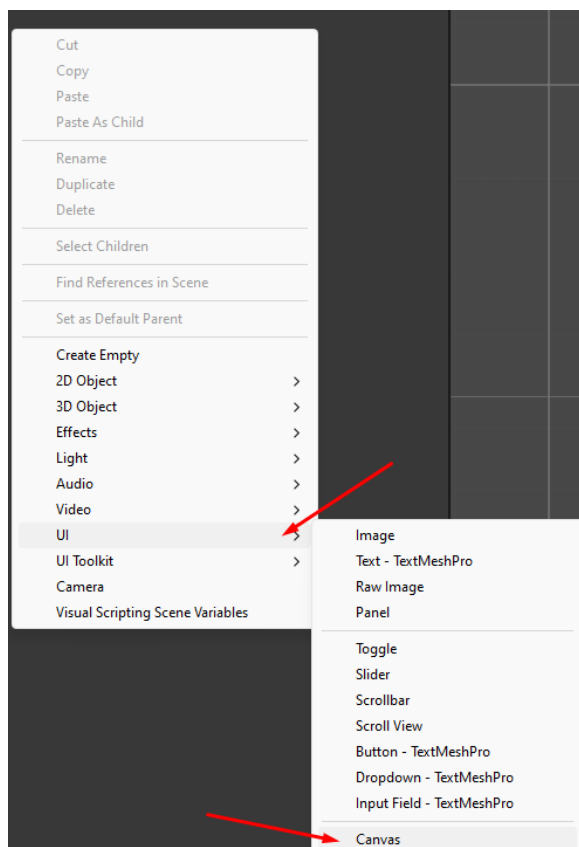 Cut
Copy
Paste
Paste As Child
Rename
Duplicate
Delete
Select Children
Find References in Scene
Set as Default Parent
Create Empty
2D Object
3D Object
Effects
Light
Audio
Video
UI
UI Toolkit
Camera
Visual Scripting Scene Variables
Image
Text - TextMeshPro
Raw Image
Panel
Toggle
Slider
Scrollbar
Scroll View
Button - TextMeshPro
Dropdown - TextMeshPro
Input Field - TextMeshPro
Canvas